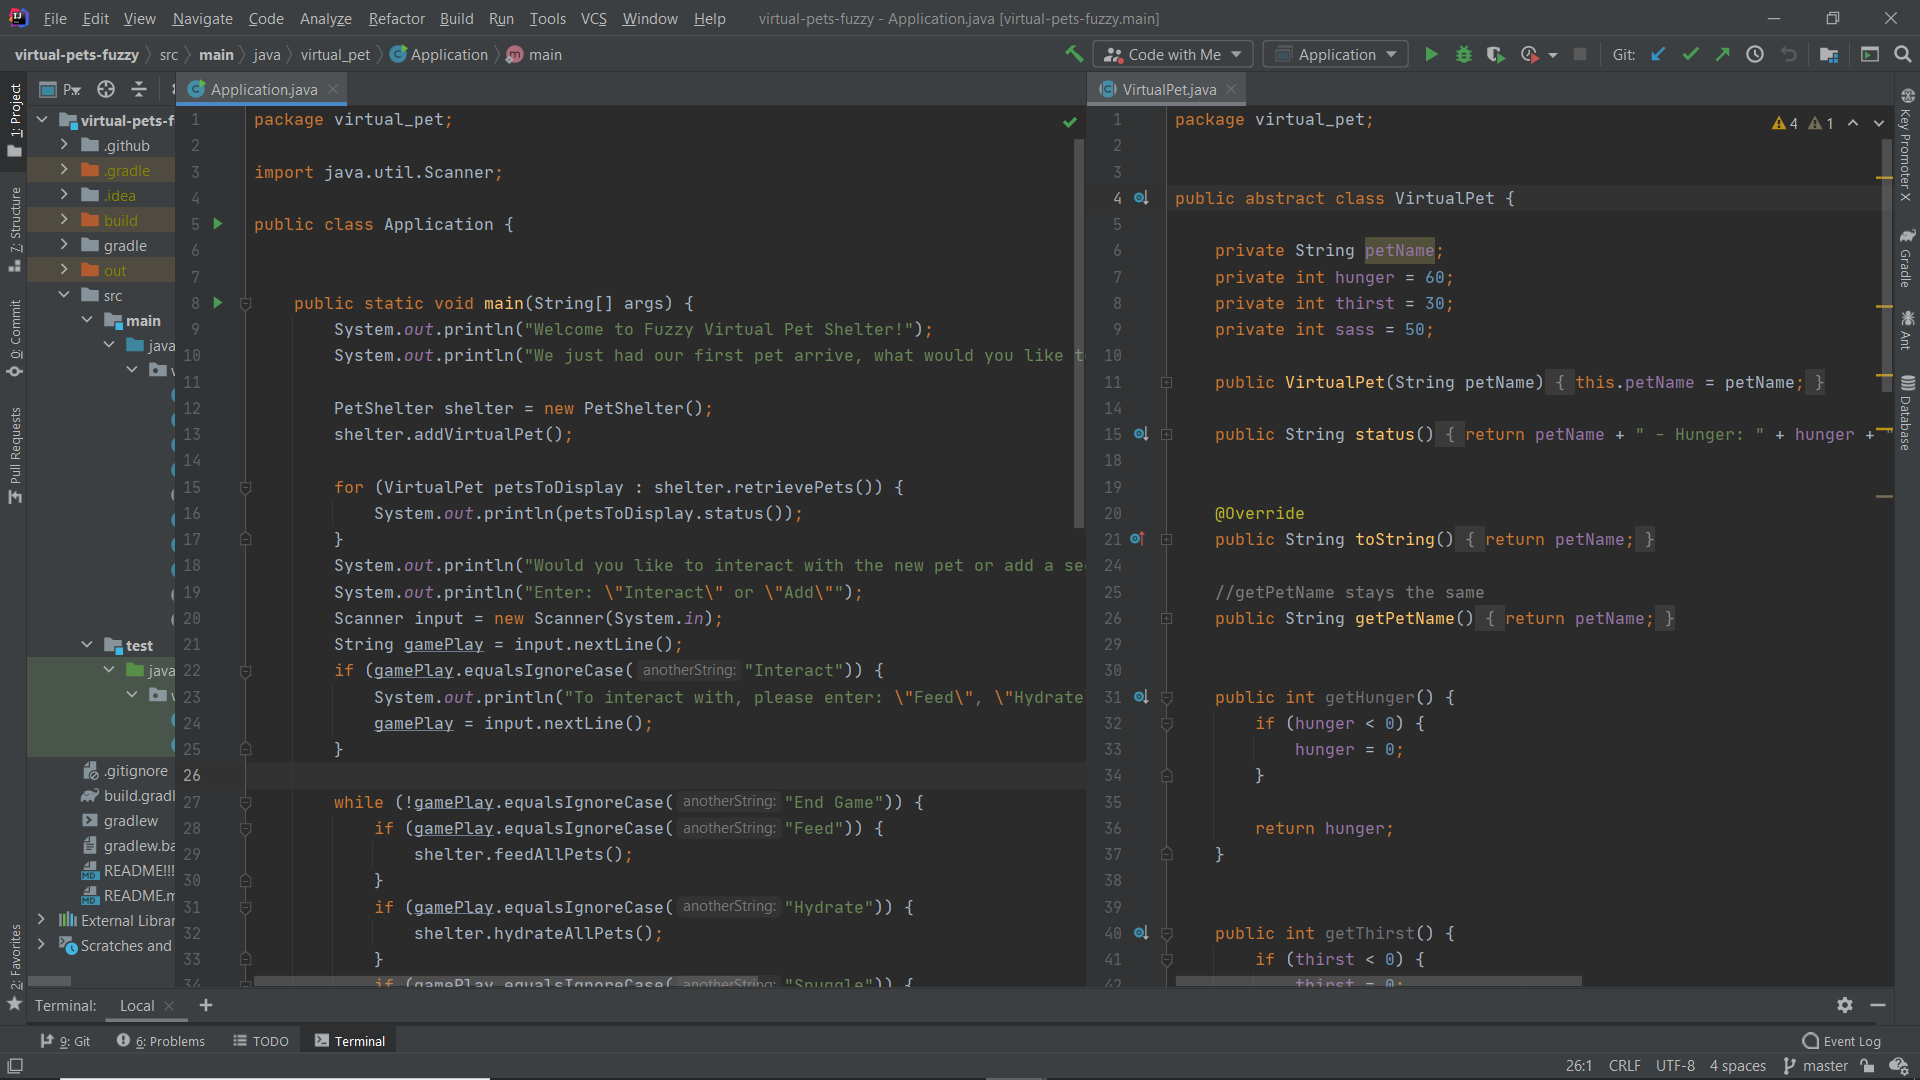 File Edit View Navigate Code Analyze Refactor Build Run Tools VCS Window Help virtual-pets-fuzzy - Application.java [virtual-pets-fuzzy.main]
virtual-pets-fuzzy src main java virtual_pet Application main Code with Me Application Git:
1: Project
7: Structure
0: Commit
Pull Requests
2: Favorites
P
virtual-pets-f
.github
.gradle
.idea
build
gradle
out
src
main
java
test
java
.gitignore
build.gradl
gradlew
gradlew.ba
README!!!
README.m
External Librar
Scratches and
Application.java
1 package virtual_pet;
2
3 import java.util.Scanner;
4
5 public class Application {
6
7
8 public static void main(String[] args) {
9 System.out.println("Welcome to Fuzzy Virtual Pet Shelter!");
10 System.out.println("We just had our first pet arrive, what would you like t
11
12 PetShelter shelter = new PetShelter();
13 shelter.addVirtualPet();
14
15 for (VirtualPet petsToDisplay : shelter.retrievePets()) {
16 System.out.println(petsToDisplay.status());
17 }
18 System.out.println("Would you like to interact with the new pet or add a se
19 System.out.println("Enter: \"Interact\" or \"Add\"");
20 Scanner input = new Scanner(System.in);
21 String gamePlay = input.nextLine();
22 if (gamePlay.equalsIgnoreCase( anotherString: "Interact")) {
23 System.out.println("To interact with, please enter: \"Feed\", \"Hydrate
24 gamePlay = input.nextLine();
25 }
26
27 while (!gamePlay.equalsIgnoreCase( anotherString: "End Game")) {
28 if (gamePlay.equalsIgnoreCase( anotherString: "Feed")) {
29 shelter.feedAllPets();
30 }
31 if (gamePlay.equalsIgnoreCase( anotherString: "Hydrate")) {
32 shelter.hydrateAllPets();
33 }
34 if (gamePlay.equalsIgnoreCase( anotherString: "Snuggle")) {
VirtualPet.java
4 1
1 package virtual_pet;
2
3
4 public abstract class VirtualPet {
5
6 private String petName;
7 private int hunger = 60;
8 private int thirst = 30;
9 private int sass = 50;
10
11 public VirtualPet(String petName) { this.petName = petName; }
14
15 public String status() { return petName + " - Hunger: " + hunger + "
18
19
20 @Override
21 public String toString() { return petName; }
24
25 //getPetName stays the same
26 public String getPetName() { return petName; }
29
30
31 public int getHunger() {
32 if (hunger < 0) {
33 hunger = 0;
34 }
35
36 return hunger;
37 }
38
39
40 public int getThirst() {
41 if (thirst < 0) {
42 thirst = 0;
Key Promoter X
Gradle
Ant
Database
Terminal: Local
9: Git 6: Problems TODO Terminal Event Log
26:1 CRLF UTF-8 4 spaces master